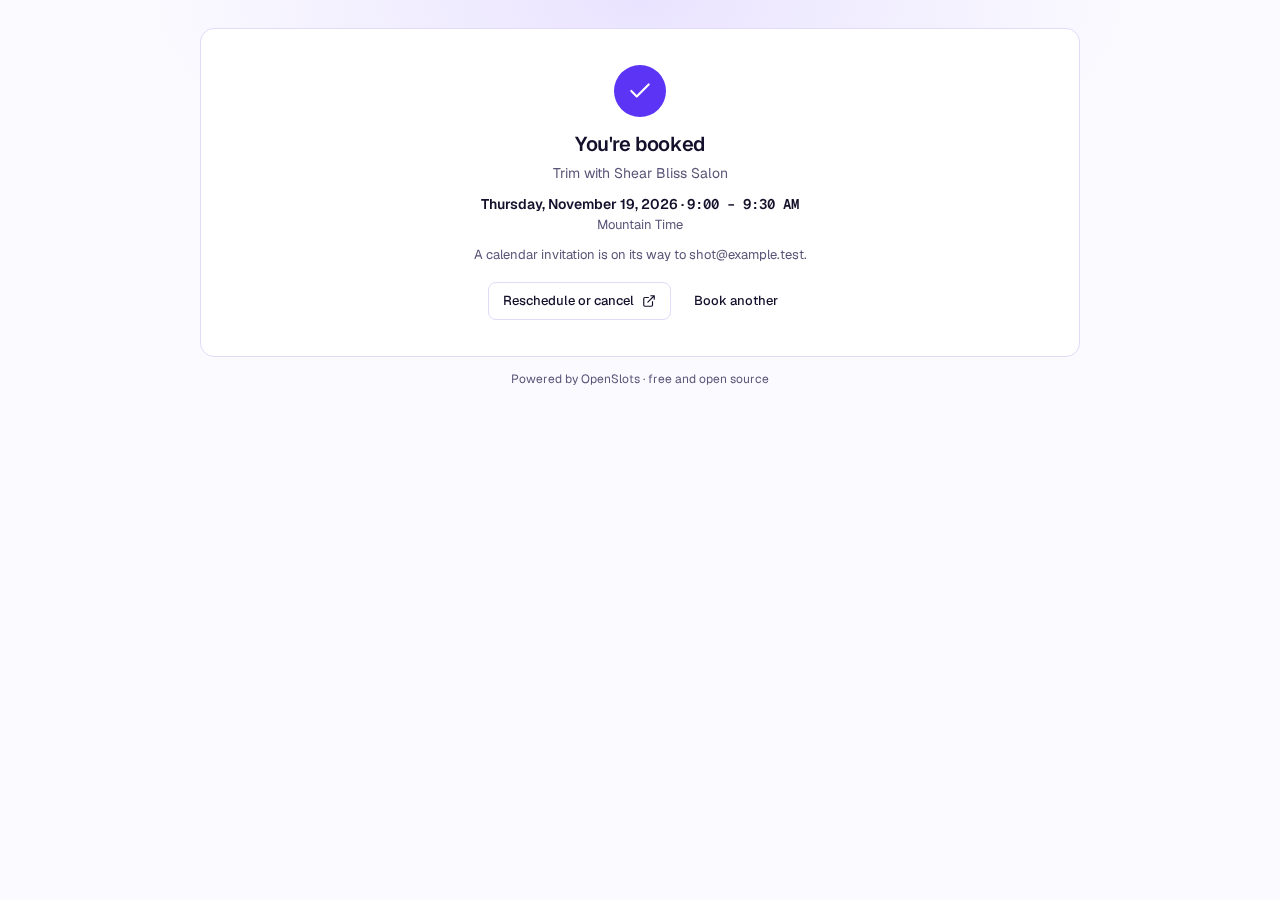 You're booked
Trim with Shear Bliss Salon
Thursday, November 19, 2026 · 9:00 – 9:30 AM
Mountain Time
A calendar invitation is on its way to shot@example.test.
Reschedule or cancel
Book another
Powered by OpenSlots · free and open source